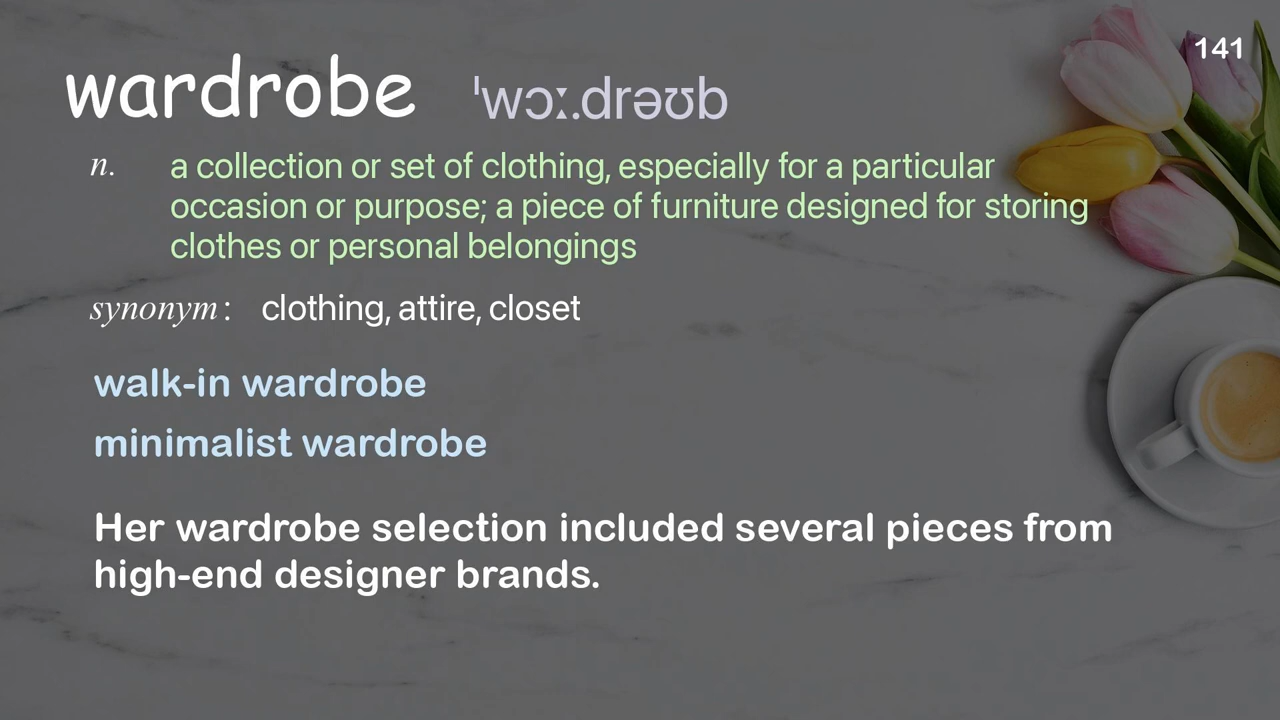 141
wardrobe ˈwɔː.drəʊb
n. a collection or set of clothing, especially for a particular
occasion or purpose; a piece of furniture designed for storing
clothes or personal belongings
synonym: clothing, attire, closet
walk-in wardrobe
minimalist wardrobe
Her wardrobe selection included several pieces from
high-end designer brands.